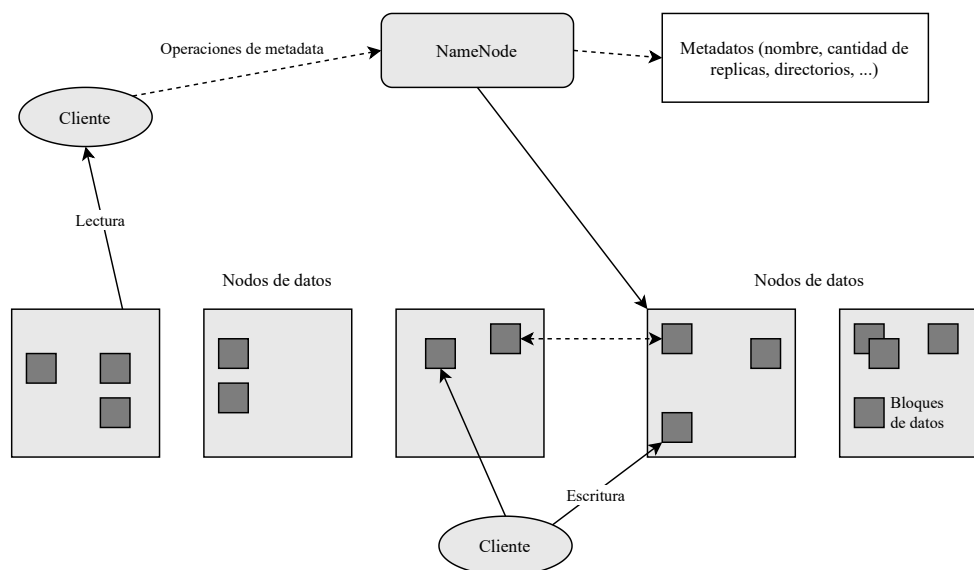 Operaciones de metadata
NameNode
Metadatos (nombre, cantidad de
replicas, directorios, ...)
Cliente
Lectura
Nodos de datos
Nodos de datos
Bloques
de datos
Escritura
Cliente